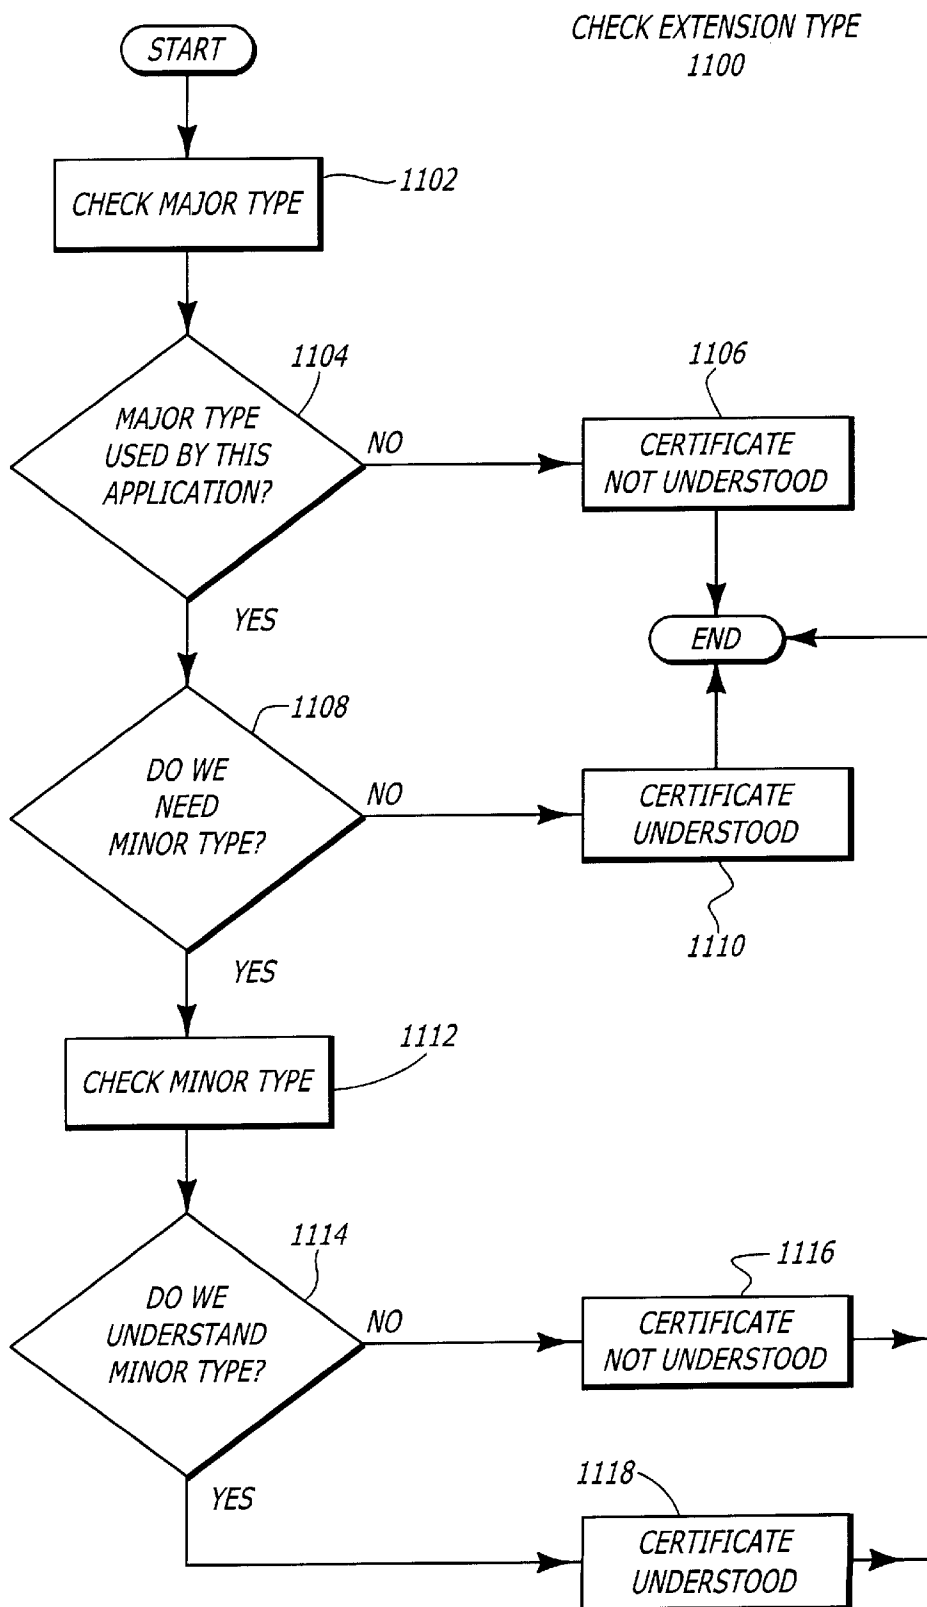 CHECK EXTENSION TYPE
1100
START
CHECK MAJOR TYPE
1102
MAJOR TYPE
USED BY THIS
APPLICATION?
1104
NO
1106
CERTIFICATE
NOT UNDERSTOOD
YES
END
DO WE
NEED
MINOR TYPE?
1108
NO
CERTIFICATE
UNDERSTOOD
1110
YES
CHECK MINOR TYPE
1112
DO WE
UNDERSTAND
MINOR TYPE?
1114
NO
1116
CERTIFICATE
NOT UNDERSTOOD
YES
1118
CERTIFICATE
UNDERSTOOD